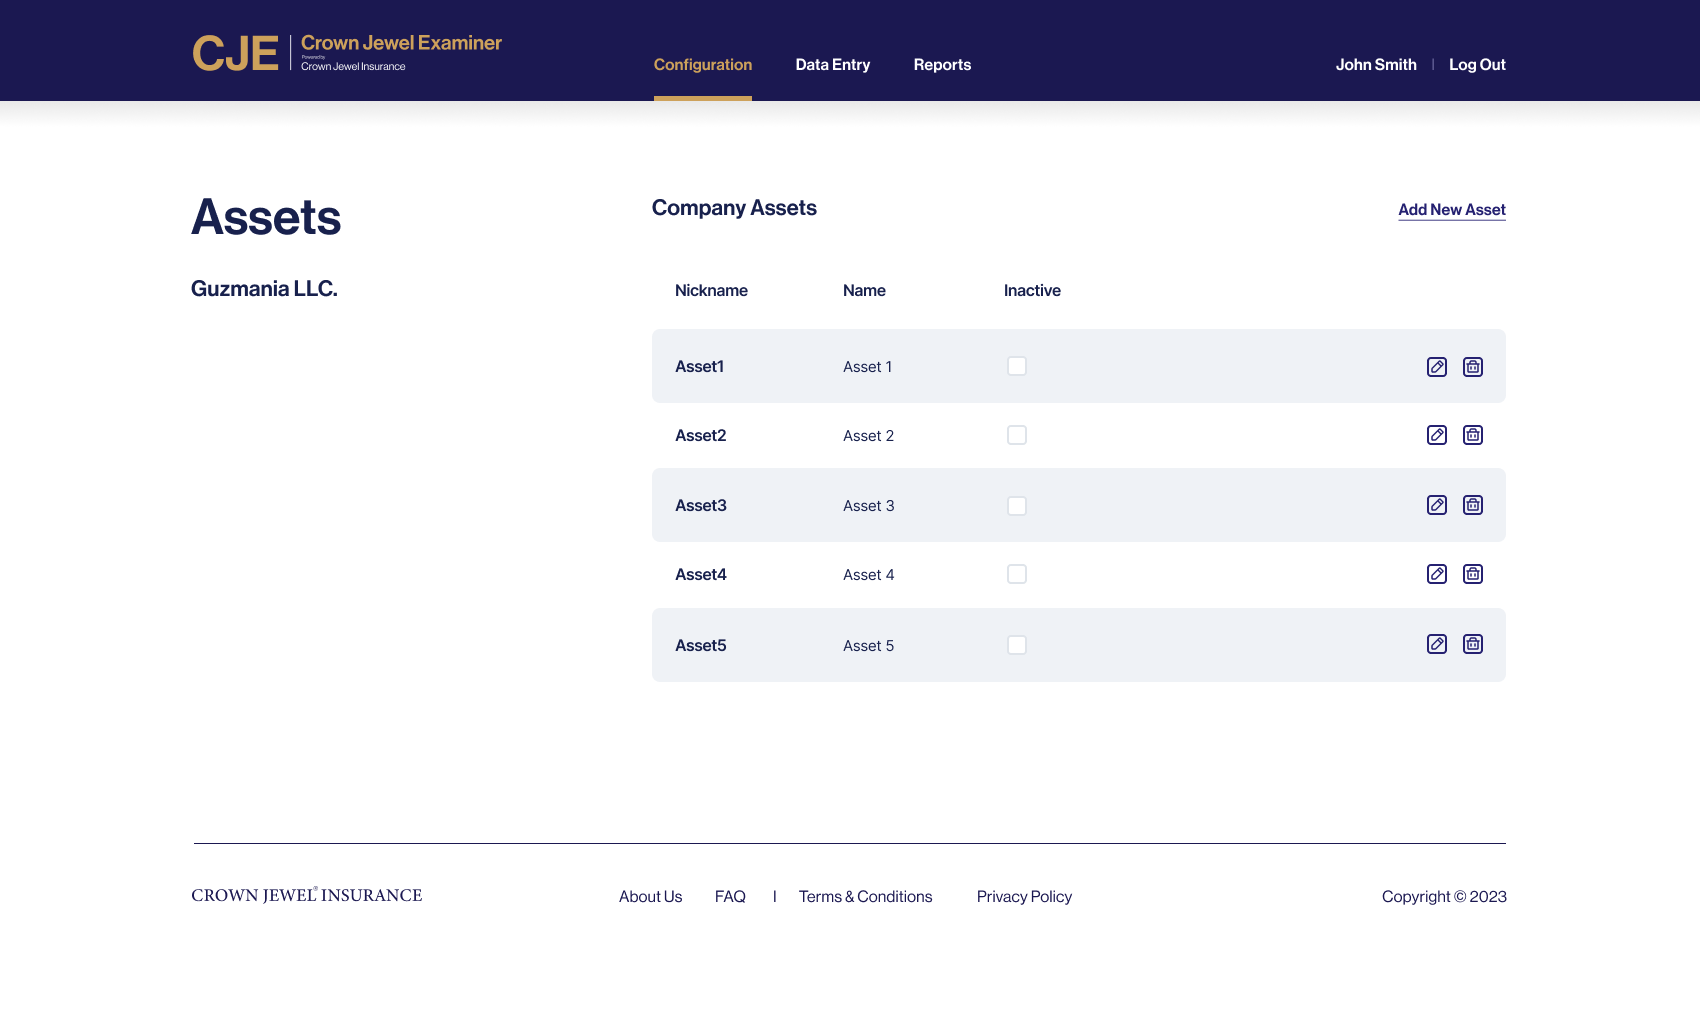 CJE
Crown Jewel Examiner
Powered by
Crown Jewel Insurance
Configuration
Data Entry
Reports
John Smith | Log Out
Assets
Guzmania LLC.
Company Assets
Add New Asset
Nickname Name Inactive
Asset1 Asset 1
Asset2 Asset 2
Asset3 Asset 3
Asset4 Asset 4
Asset5 Asset 5
CROWN JEWEL® INSURANCE
About Us FAQ | Terms & Conditions Privacy Policy
Copyright © 2023